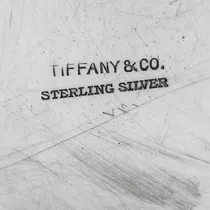 TIFFANY & CO.
STERLING SILVER